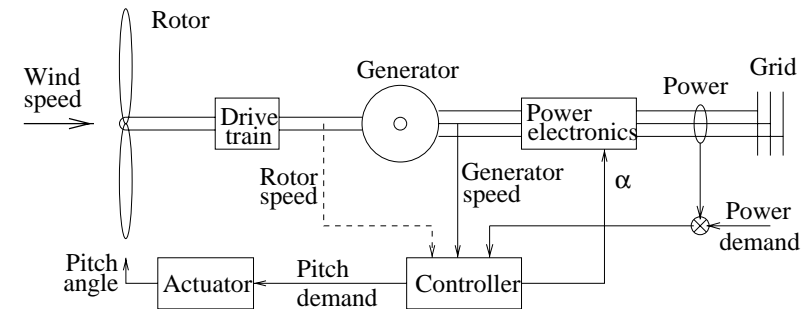 Rotor
Wind
speed
Drive
train
Generator
Power
electronics
Power
Grid
Rotor
speed
Generator
speed
α
Power
demand
Pitch
angle
Actuator
Pitch
demand
Controller